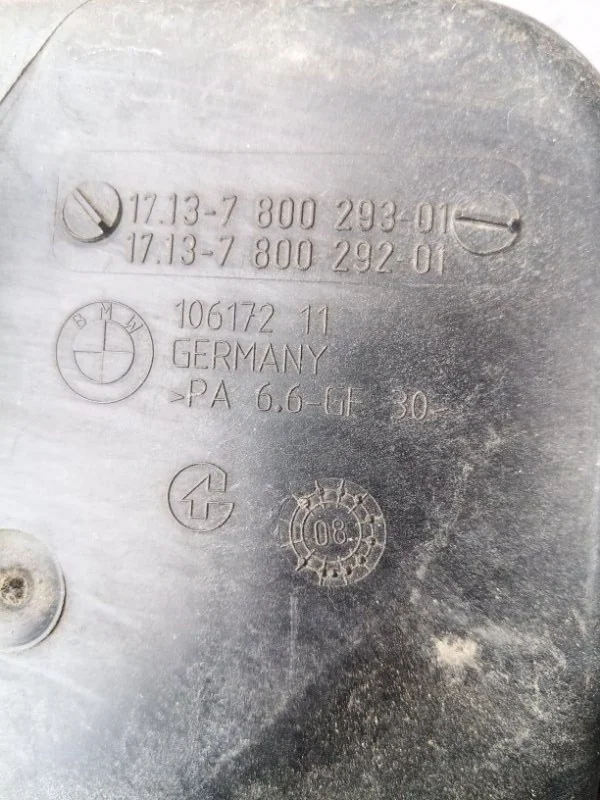 17.13-7 800 293-01
17.13-7 800 292-01
BMW
106172 11
GERMANY
>PA 6.6-GF 30-
08